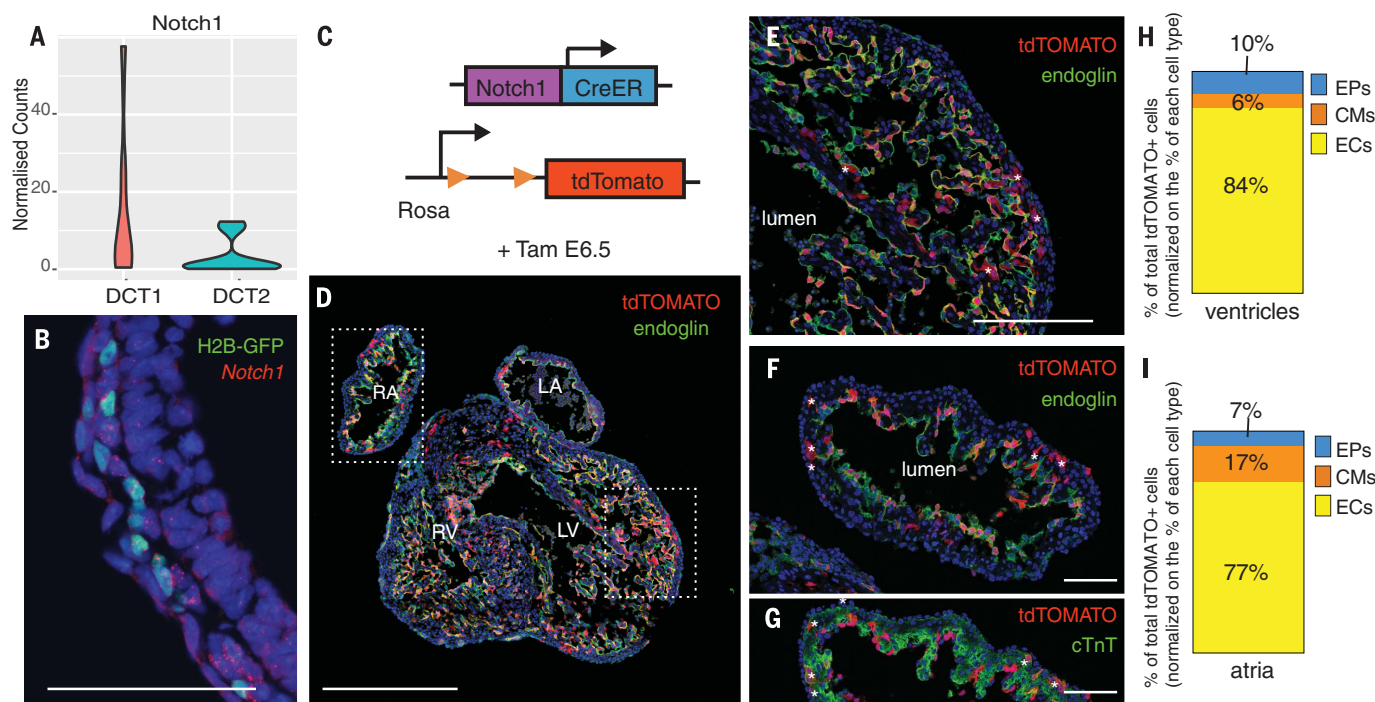 A
Notch1
Normalised Counts
40
20
0
DCT1
DCT2
B
H2B-GFP
Notch1
C
Notch1
CreER
tdTomato
Rosa
+ Tam E6.5
D
tdTOMATO
endoglin
RA
LA
RV
LV
E
tdTOMATO
endoglin
lumen
*
*
*
*
F
tdTOMATO
endoglin
lumen
*
*
*
*
*
G
tdTOMATO
cTnT
*
*
*
*
*
*
H
% of total tdTOMATO+ cells
(normalized on the % of each cell type)
10%
6%
84%
EPs
CMs
ECs
ventricles
I
% of total tdTOMATO+ cells
(normalized on the % of each cell type)
7%
17%
77%
EPs
CMs
ECs
atria